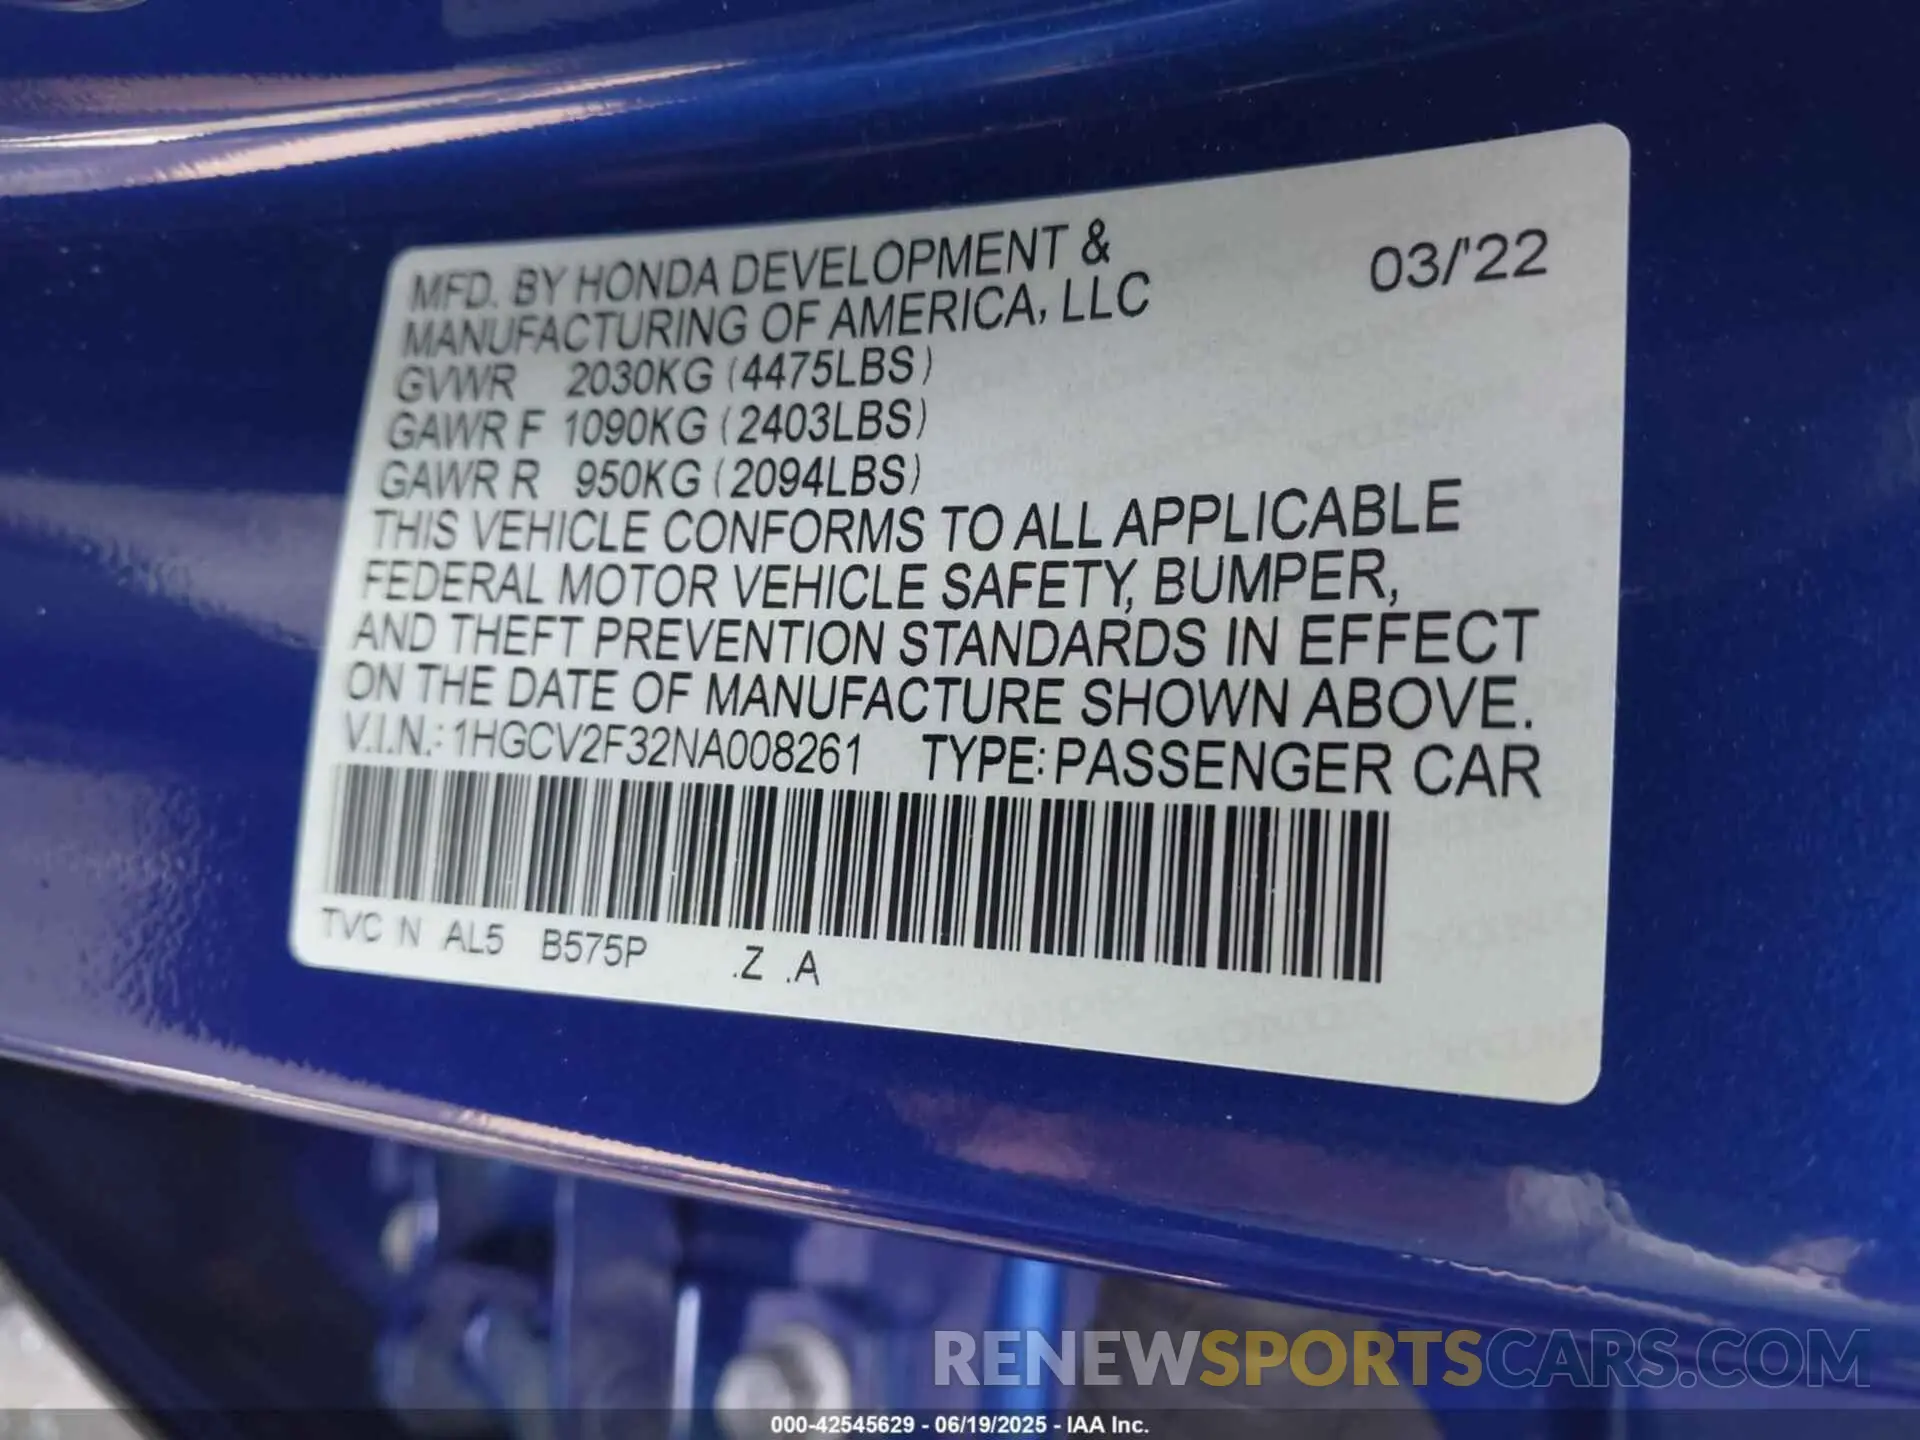 MFD. BY HONDA DEVELOPMENT & 03/'22
MANUFACTURING OF AMERICA, LLC
GVWR 2030KG (4475LBS)
GAWR F 1090KG (2403LBS)
GAWR R 950KG (2094LBS)
THIS VEHICLE CONFORMS TO ALL APPLICABLE
FEDERAL MOTOR VEHICLE SAFETY, BUMPER,
AND THEFT PREVENTION STANDARDS IN EFFECT
ON THE DATE OF MANUFACTURE SHOWN ABOVE.
V.I.N.: 1HGCV2F32NA008261 TYPE: PASSENGER CAR
TVC N AL5 B575P .Z .A
RENEWSPORTSCARS.COM
000-42545629 - 06/19/2025 - IAA Inc.